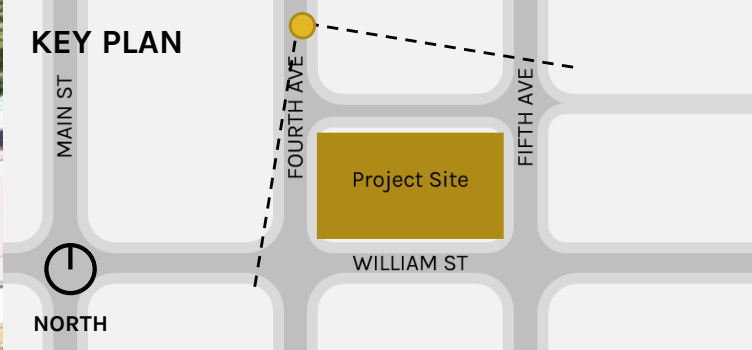 KEY PLAN
MAIN ST
FOURTH AVE
FIFTH AVE
Project Site
WILLIAM ST
NORTH